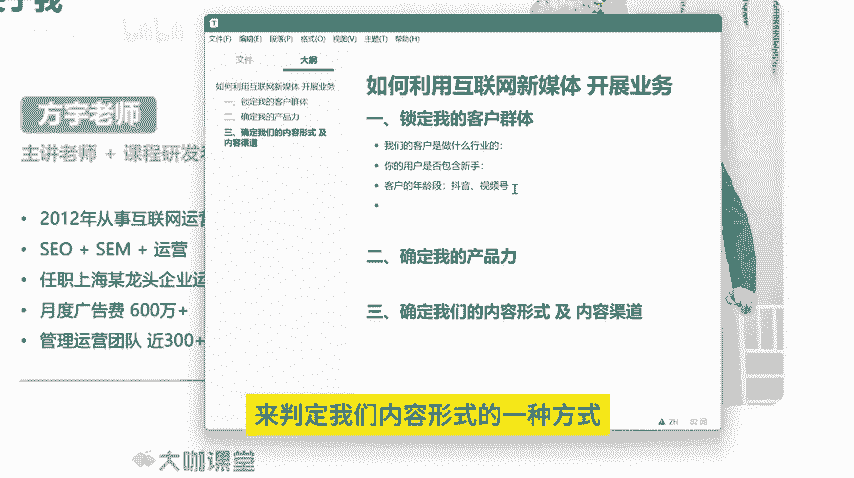 文件(F) 编辑(E) 段落(P) 格式(O) 视图(V) 主题(T) 帮助(H)
文件 大纲
如何利用互联网新媒体 开展业务
一、锁定我的客户群体
二、确定我的产品力
三、确定我们的内容形式 及
内容渠道
如何利用互联网新媒体 开展业务
一、锁定我的客户群体
• 我们的客户是做什么行业的：
• 你的用户是否包含新手：
• 客户的年龄段：抖音、视频号
•
二、确定我的产品力
三、确定我们的内容形式 及 内容渠道
ZH 82 词
方宇老师
主讲老师 + 课程研发
• 2012年从事互联网运营
• SEO + SEM + 运营
• 任职上海某龙头企业运
• 月度广告费 600万+
• 管理运营团队 近300+
来判定我们内容形式的一种方式
大咖课堂